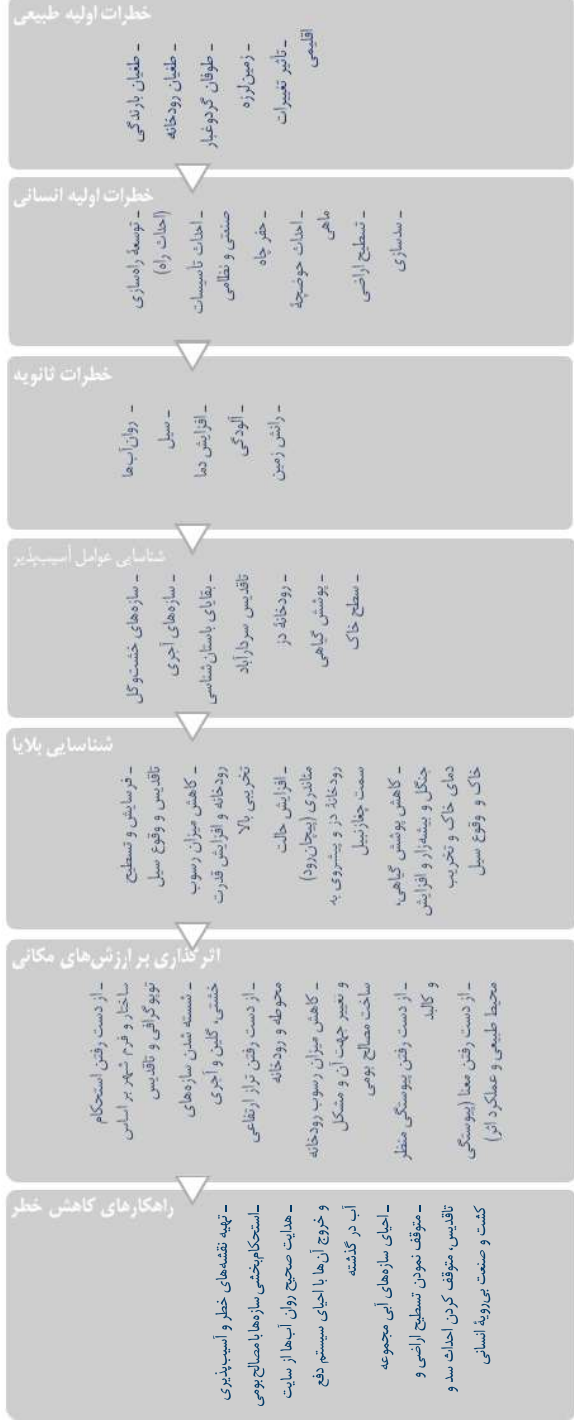 خطرات اولیه طبیعی
ـ طغیان بارندگی
ـ طغیان رودخانه
ـ طوفان گردوغبار
ـ زمین‌لرزه
ـ تأثیر تغییرات
اقلیمی
خطرات اولیه انسانی
ـ توسعهٔ راه‌سازی
(احداث راه)
ـ احداث تأسیسات
صنعتی و نظامی
ـ حفر چاه
ـ احداث حوضچهٔ
ماهی
ـ تسطیح اراضی
ـ سدسازی
خطرات ثانویه
ـ روان‌آب‌ها
ـ سیل
ـ افزایش دما
ـ آلودگی
ـ رانش زمین
شناسایی عوامل آسیب‌پذیر
ـ سازه‌های خشت‌وگل
ـ سازه‌های آجری
ـ بقایای باستان‌شناسی
تاقدیس سردارآباد
ـ رودخانهٔ دز
ـ پوشش گیاهی
ـ سطح خاک
شناسایی بلایا
ـ فرسایش و تسطیح
تاقدیس و وقوع سیل
ـ کاهش میزان رسوب
رودخانه و افزایش قدرت
تخریبی بالا
ـ افزایش حالت
مئاندری (پیچان‌رود)
رودخانهٔ دز و پیشروی به
سمت چغازنبیل
ـ کاهش پوشش گیاهی،
جنگل و بیشه‌زار و افزایش
دمای خاک و تخریب
خاک و وقوع سیل
اثرگذاری بر ارزش‌های مکانی
ـ از دست رفتن استحکام
ساختار و فرم شهر بر اساس
توپوگرافی و تاقدیس
ـ شسته شدن سازه‌های
خشتی، گلین و آجری
ـ از دست رفتن تراز ارتفاعی
محوطه و رودخانه
ـ کاهش میزان رسوب رودخانه
و تغییر جهت آن و مشکل
ساخت مصالح بومی
ـ از دست رفتن پیوستگی منظر
و کالبد
ـ از دست رفتن معنا (پیوستگی
محیط طبیعی و عملکرد اثر)
راهکارهای کاهش خطر
ـ تهیه نقشه‌های خطر و آسیب‌پذیری
ـ استحکام‌بخشی سازه‌ها با مصالح بومی
ـ هدایت صحیح روان آب‌ها از سایت
و خروج آن‌ها با احیای سیستم دفع
آب در گذشته
ـ احیای سازه‌های آبی مجموعه
ـ متوقف نمودن تسطیح اراضی و
تاقدیس، متوقف کردن احداث سد و
کشت و صنعت بی‌رویهٔ انسانی